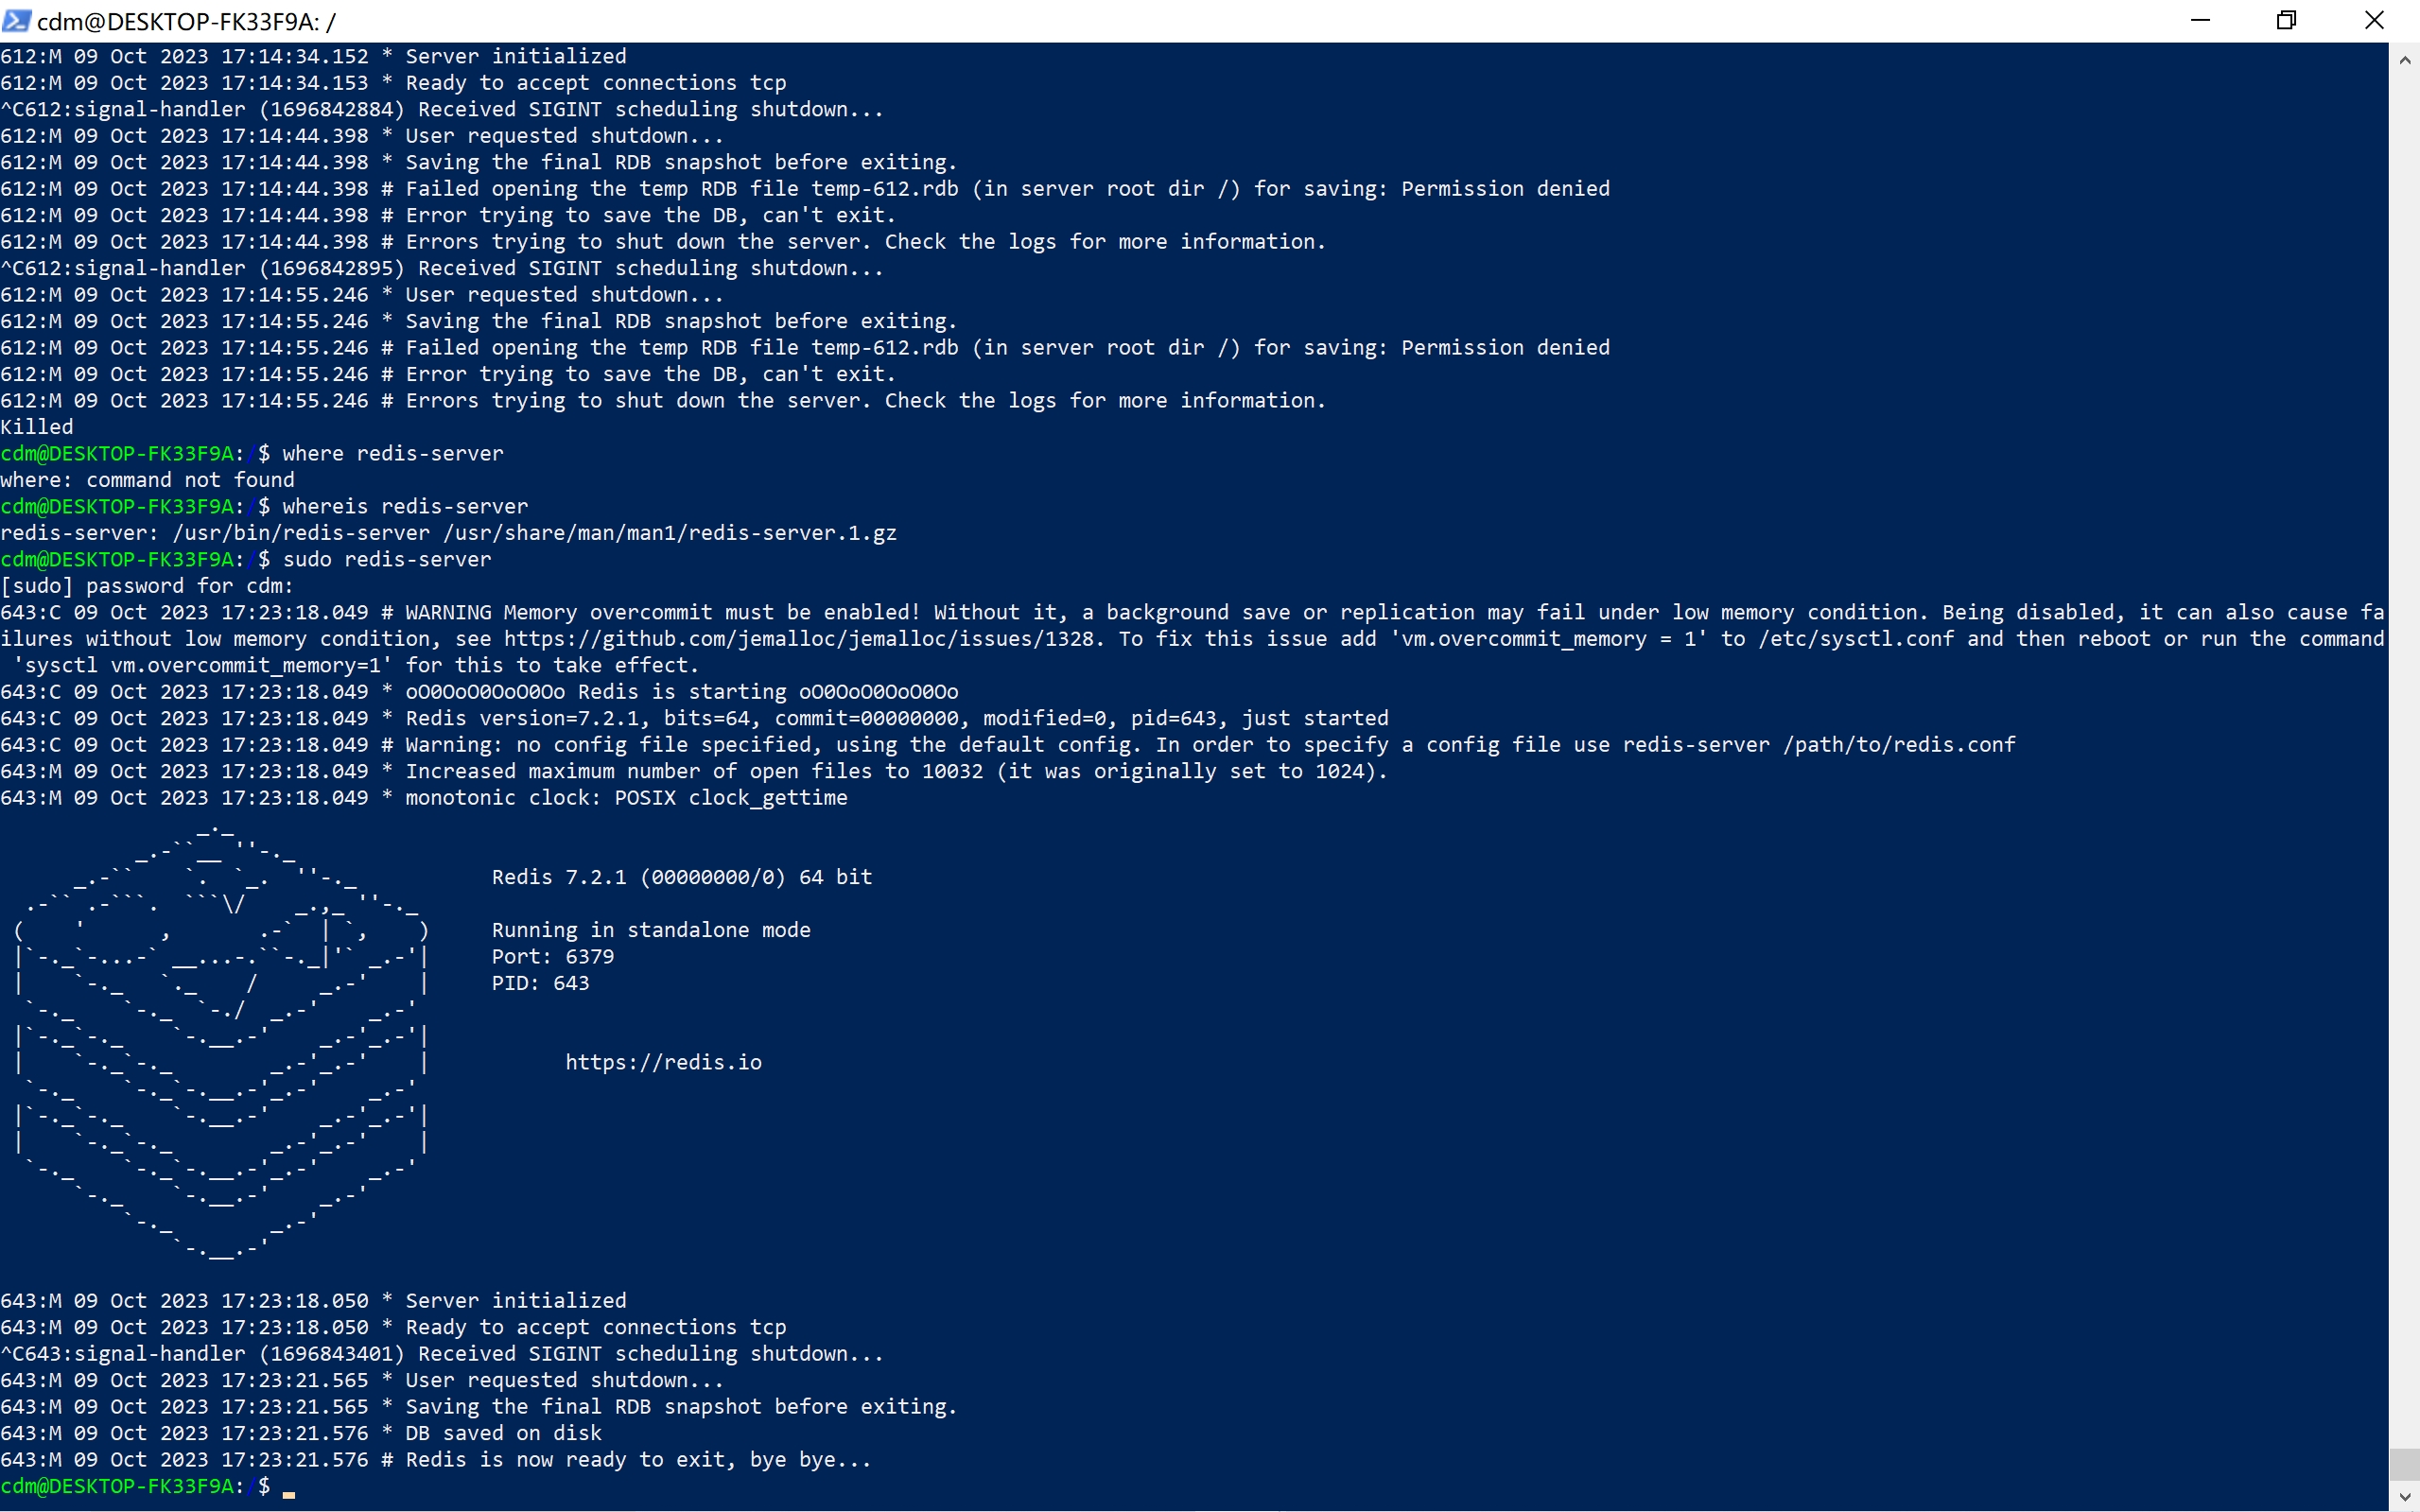 cdm@DESKTOP-FK33F9A: /
612:M 09 Oct 2023 17:14:34.152 * Server initialized
612:M 09 Oct 2023 17:14:34.153 * Ready to accept connections tcp
^C612:signal-handler (1696842884) Received SIGINT scheduling shutdown...
612:M 09 Oct 2023 17:14:44.398 * User requested shutdown...
612:M 09 Oct 2023 17:14:44.398 * Saving the final RDB snapshot before exiting.
612:M 09 Oct 2023 17:14:44.398 # Failed opening the temp RDB file temp-612.rdb (in server root dir /) for saving: Permission denied
612:M 09 Oct 2023 17:14:44.398 # Error trying to save the DB, can't exit.
612:M 09 Oct 2023 17:14:44.398 # Errors trying to shut down the server. Check the logs for more information.
^C612:signal-handler (1696842895) Received SIGINT scheduling shutdown...
612:M 09 Oct 2023 17:14:55.246 * User requested shutdown...
612:M 09 Oct 2023 17:14:55.246 * Saving the final RDB snapshot before exiting.
612:M 09 Oct 2023 17:14:55.246 # Failed opening the temp RDB file temp-612.rdb (in server root dir /) for saving: Permission denied
612:M 09 Oct 2023 17:14:55.246 # Error trying to save the DB, can't exit.
612:M 09 Oct 2023 17:14:55.246 # Errors trying to shut down the server. Check the logs for more information.
Killed
cdm@DESKTOP-FK33F9A:/$ where redis-server
where: command not found
cdm@DESKTOP-FK33F9A:/$ whereis redis-server
redis-server: /usr/bin/redis-server /usr/share/man/man1/redis-server.1.gz
cdm@DESKTOP-FK33F9A:/$ sudo redis-server
[sudo] password for cdm:
643:C 09 Oct 2023 17:23:18.049 # WARNING Memory overcommit must be enabled! Without it, a background save or replication may fail under low memory condition. Being disabled, it can also cause fa
ilures without low memory condition, see https://github.com/jemalloc/jemalloc/issues/1328. To fix this issue add 'vm.overcommit_memory = 1' to /etc/sysctl.conf and then reboot or run the command
'sysctl vm.overcommit_memory=1' for this to take effect.
643:C 09 Oct 2023 17:23:18.049 * oO0OoO0OoO0Oo Redis is starting oO0OoO0OoO0Oo
643:C 09 Oct 2023 17:23:18.049 * Redis version=7.2.1, bits=64, commit=00000000, modified=0, pid=643, just started
643:C 09 Oct 2023 17:23:18.049 # Warning: no config file specified, using the default config. In order to specify a config file use redis-server /path/to/redis.conf
643:M 09 Oct 2023 17:23:18.049 * Increased maximum number of open files to 10032 (it was originally set to 1024).
643:M 09 Oct 2023 17:23:18.049 * monotonic clock: POSIX clock_gettime
Redis 7.2.1 (00000000/0) 64 bit
Running in standalone mode
Port: 6379
PID: 643
https://redis.io
643:M 09 Oct 2023 17:23:18.050 * Server initialized
643:M 09 Oct 2023 17:23:18.050 * Ready to accept connections tcp
^C643:signal-handler (1696843401) Received SIGINT scheduling shutdown...
643:M 09 Oct 2023 17:23:21.565 * User requested shutdown...
643:M 09 Oct 2023 17:23:21.565 * Saving the final RDB snapshot before exiting.
643:M 09 Oct 2023 17:23:21.576 * DB saved on disk
643:M 09 Oct 2023 17:23:21.576 # Redis is now ready to exit, bye bye...
cdm@DESKTOP-FK33F9A:/$